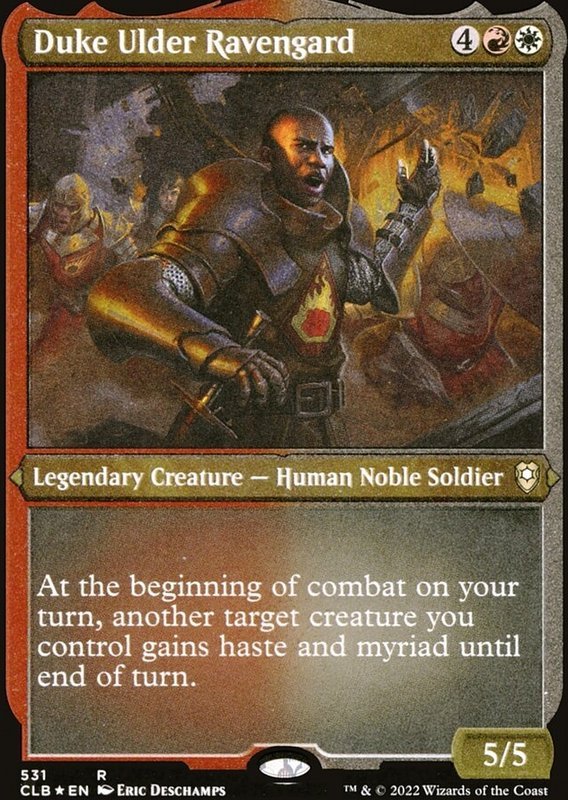 Duke Ulder Ravengard 4
Legendary Creature — Human Noble Soldier
At the beginning of combat on your
turn, another target creature you
control gains haste and myriad until
end of turn.
5/5
531 R
CLB ★ EN Eric Deschamps
™ & © 2022 Wizards of the Coast